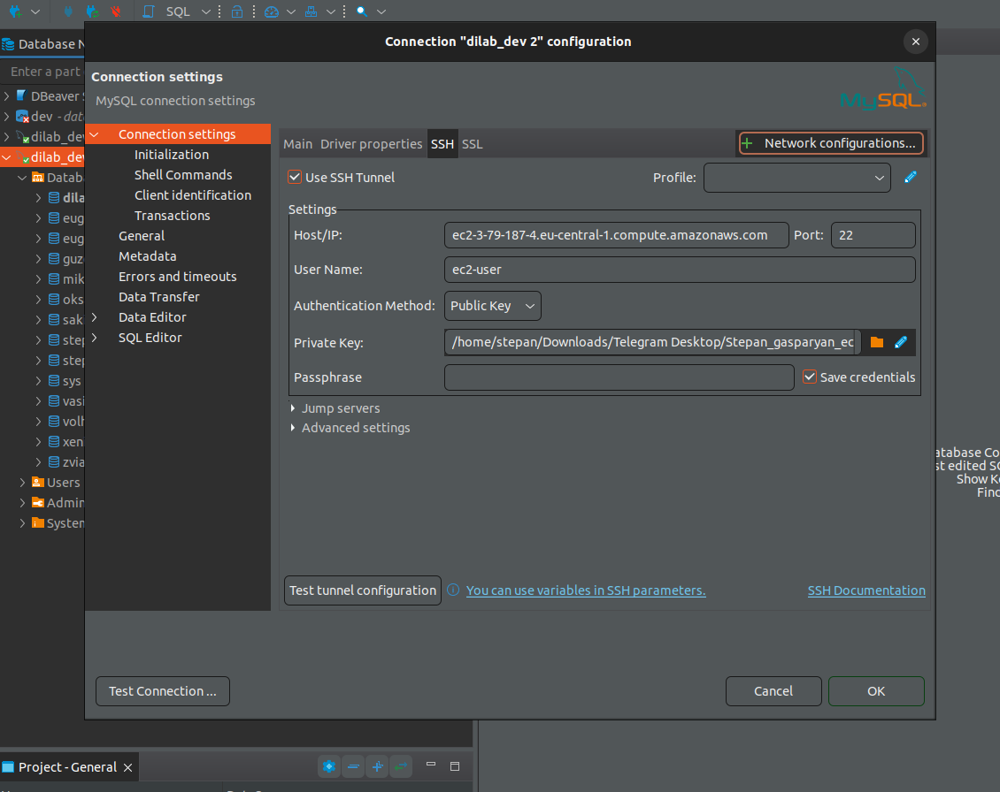 SQL
Connection "dilab_dev 2" configuration
Database N
Enter a part
DBeaver S
dev - data
dilab_dev
dilab_dev
Datab
dila
eug
eug
guz
mik
oks
sak
step
step
sys
vasi
volh
xen
zvia
Users
Admin
System
Connection settings
MySQL connection settings
MySQL
Connection settings
Initialization
Shell Commands
Client identification
Transactions
General
Metadata
Errors and timeouts
Data Transfer
Data Editor
SQL Editor
Main Driver properties SSH SSL
Network configurations...
Use SSH Tunnel
Profile:
Settings
Host/IP: ec2-3-79-187-4.eu-central-1.compute.amazonaws.com Port: 22
User Name: ec2-user
Authentication Method: Public Key
Private Key: /home/stepan/Downloads/Telegram Desktop/Stepan_gasparyan_ec
Passphrase Save credentials
Jump servers
Advanced settings
Test tunnel configuration You can use variables in SSH parameters. SSH Documentation
Test Connection ... Cancel OK
atabase Co
st edited SQ
Show Ke
Find
Project - General